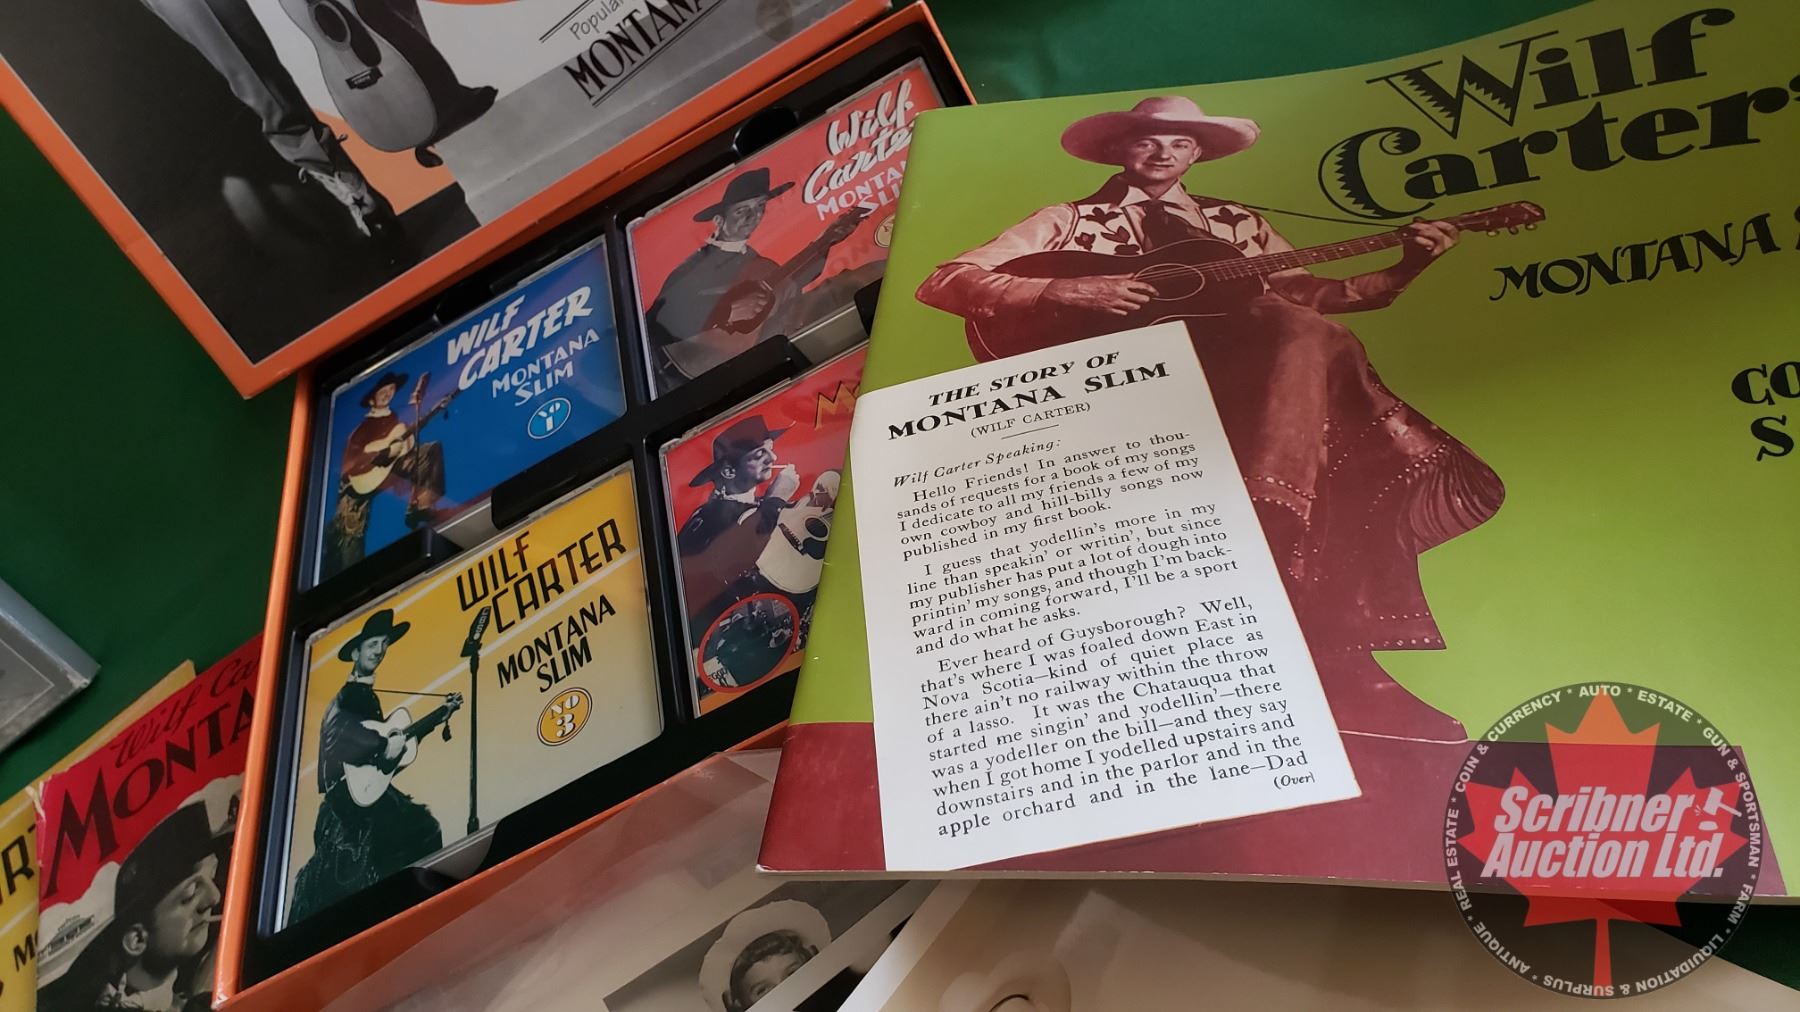 Popular
MONTANA
Wilf
Carter
MONTANA
SLIM
WILF
CARTER
MONTANA
SLIM
NO
1
WILF
CARTER
MONTANA
SLIM
NO
3
Wilf
MONTANA
Wilf
Carter's
MONTANA
THE STORY OF
MONTANA SLIM
(WILF CARTER)
Wilf Carter Speaking:
Hello Friends! In answer to thou-
sands of requests for a book of my songs
I dedicate to all my friends a few of my
own cowboy and hill-billy songs now
published in my first book.
I guess that yodellin's more in my
line than speakin' or writin', but since
my publisher has put a lot of dough into
printin' my songs, and though I'm back-
ward in coming forward, I'll be a sport
and do what he asks.
Ever heard of Guysborough? Well,
that's where I was foaled down East in
Nova Scotia—kind of quiet place as
there ain't no railway within the throw
of a lasso. It was the Chatauqua that
started me singin' and yodellin'—there
was a yodeller on the bill—and they say
when I got home I yodelled upstairs and
downstairs and in the parlor and in the
apple orchard and in the lane—Dad
(Over)
Scribner
Auction Ltd.
COIN & CURRENCY * AUTO * ESTATE * GUN & SPORTSMAN * FARM * LIQUIDATION & SURPLUS * ANTIQUE * REAL ESTATE *